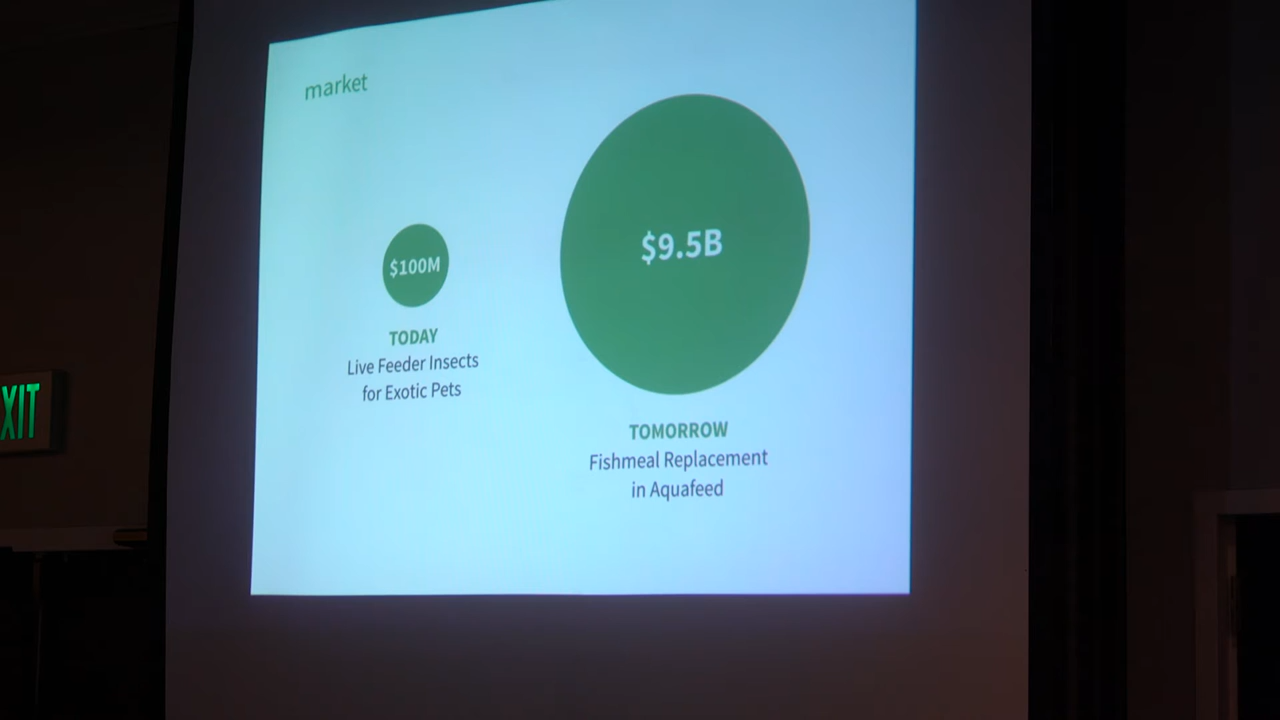 market
$100M
TODAY
Live Feeder Insects
for Exotic Pets
$9.5B
TOMORROW
Fishmeal Replacement
in Aquafeed
XIT